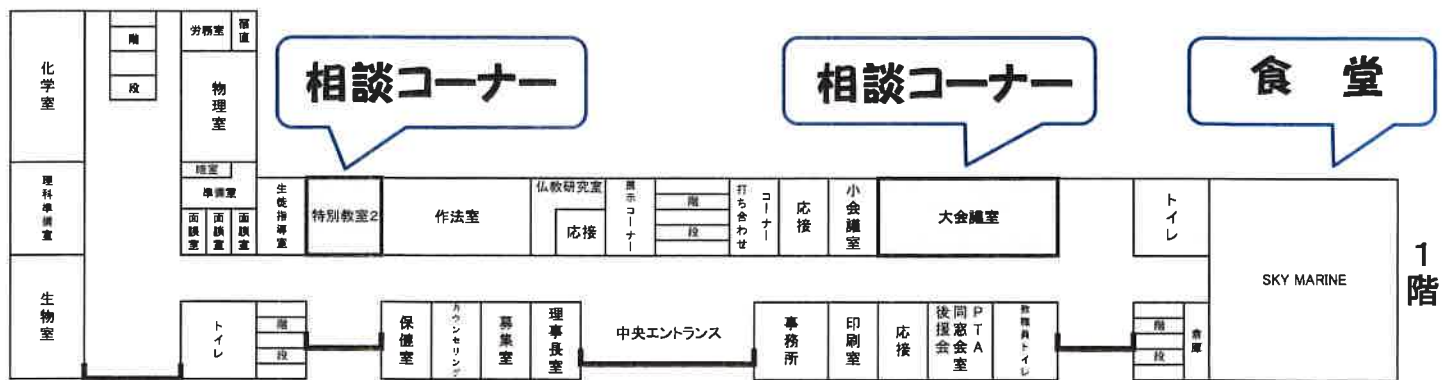 相談コーナー
相談コーナー
食堂
化学室
階
段
労務室
宿直
物理室
暗室
準備室
理科準備室
面談室
面談室
面談室
生徒指導室
特別教室2
作法室
仏教研究室
応接
展示コーナー
階
段
打ち合わせ
コーナー
応接
小会議室
大会議室
トイレ
SKY MARINE
1階
生物室
トイレ
階
段
保健室
カウンセリング
募集室
理事長室
中央エントランス
事務所
印刷室
応接
PTA
同窓会室
後援会
教職員トイレ
階
段
倉庫